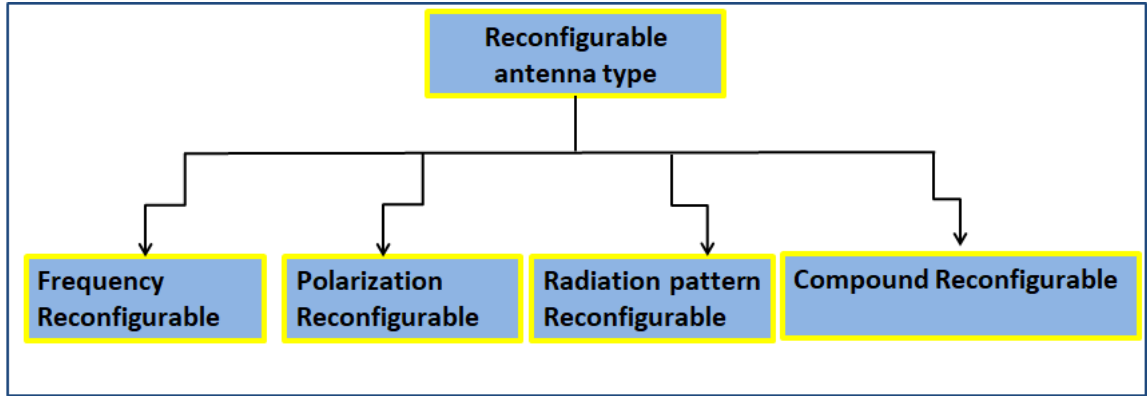 Reconfigurable
antenna type
Frequency
Reconfigurable
Polarization
Reconfigurable
Radiation pattern
Reconfigurable
Compound Reconfigurable